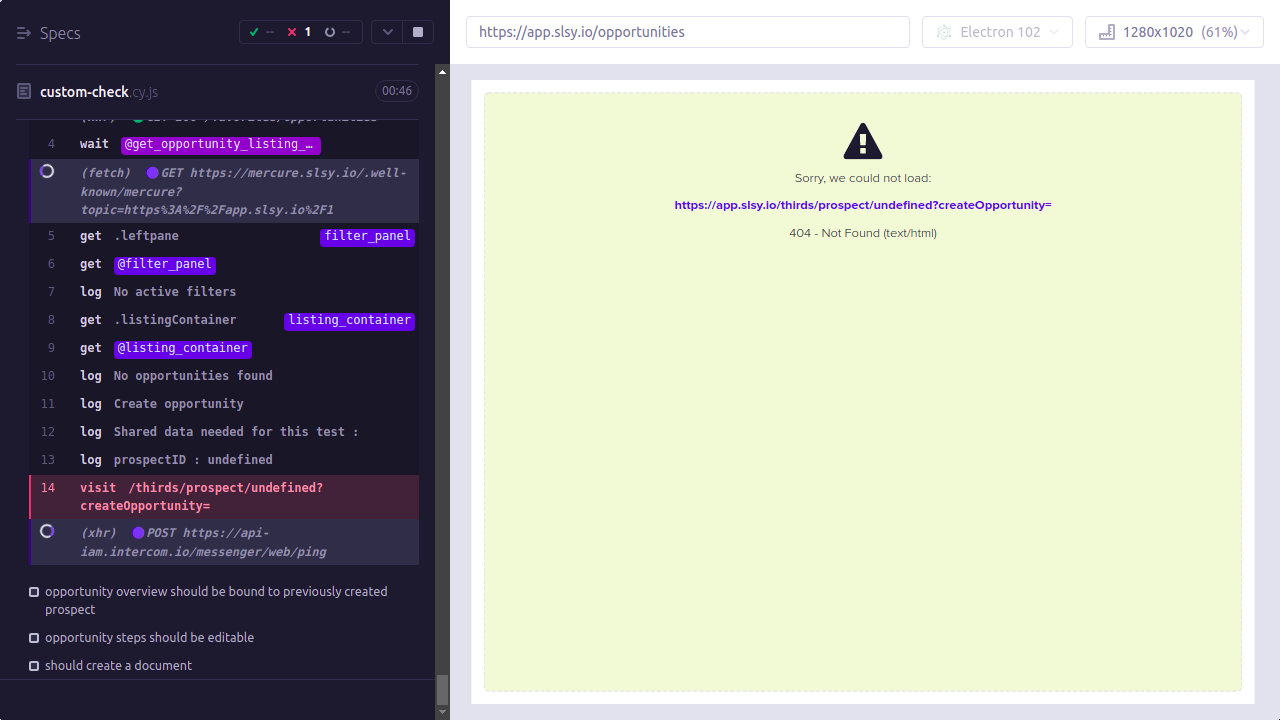 Specs
-- 1 --
https://app.slsy.io/opportunities
Electron 102
1280x1020 (61%)
custom-check.cy.js
00:46
4 wait @get_opportunity_listing_…
(fetch) GET https://mercure.slsy.io/.well-
known/mercure?
topic=https%3A%2F%2Fapp.slsy.io%2F1
5 get .leftpane filter_panel
6 get @filter_panel
7 log No active filters
8 get .listingContainer listing_container
9 get @listing_container
10 log No opportunities found
11 log Create opportunity
12 log Shared data needed for this test :
13 log prospectID : undefined
14 visit /thirds/prospect/undefined?
createOpportunity=
(xhr) POST https://api-
iam.intercom.io/messenger/web/ping
opportunity overview should be bound to previously created
prospect
opportunity steps should be editable
should create a document
Sorry, we could not load:
https://app.slsy.io/thirds/prospect/undefined?createOpportunity=
404 - Not Found (text/html)